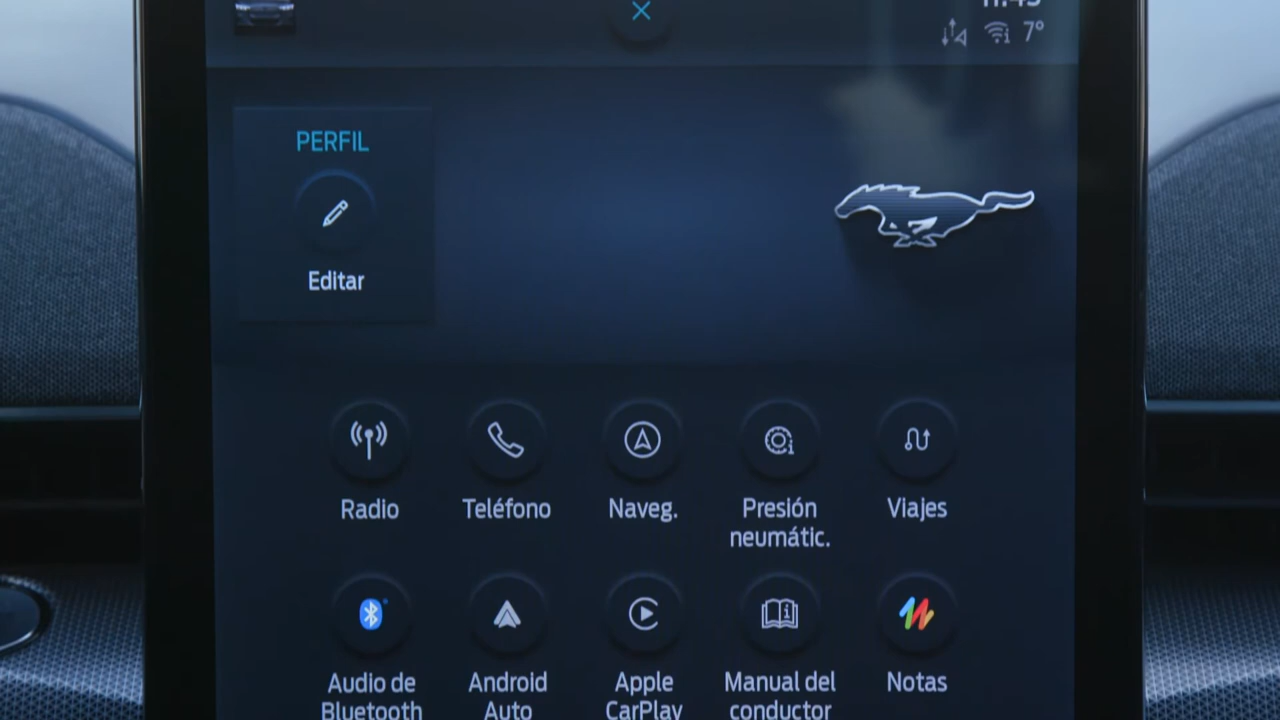 7°
PERFIL
Editar
Radio
Teléfono
Naveg.
Presión
neumátic.
Viajes
Audio de
Bluetooth
Android
Auto
Apple
CarPlay
Manual del
conductor
Notas